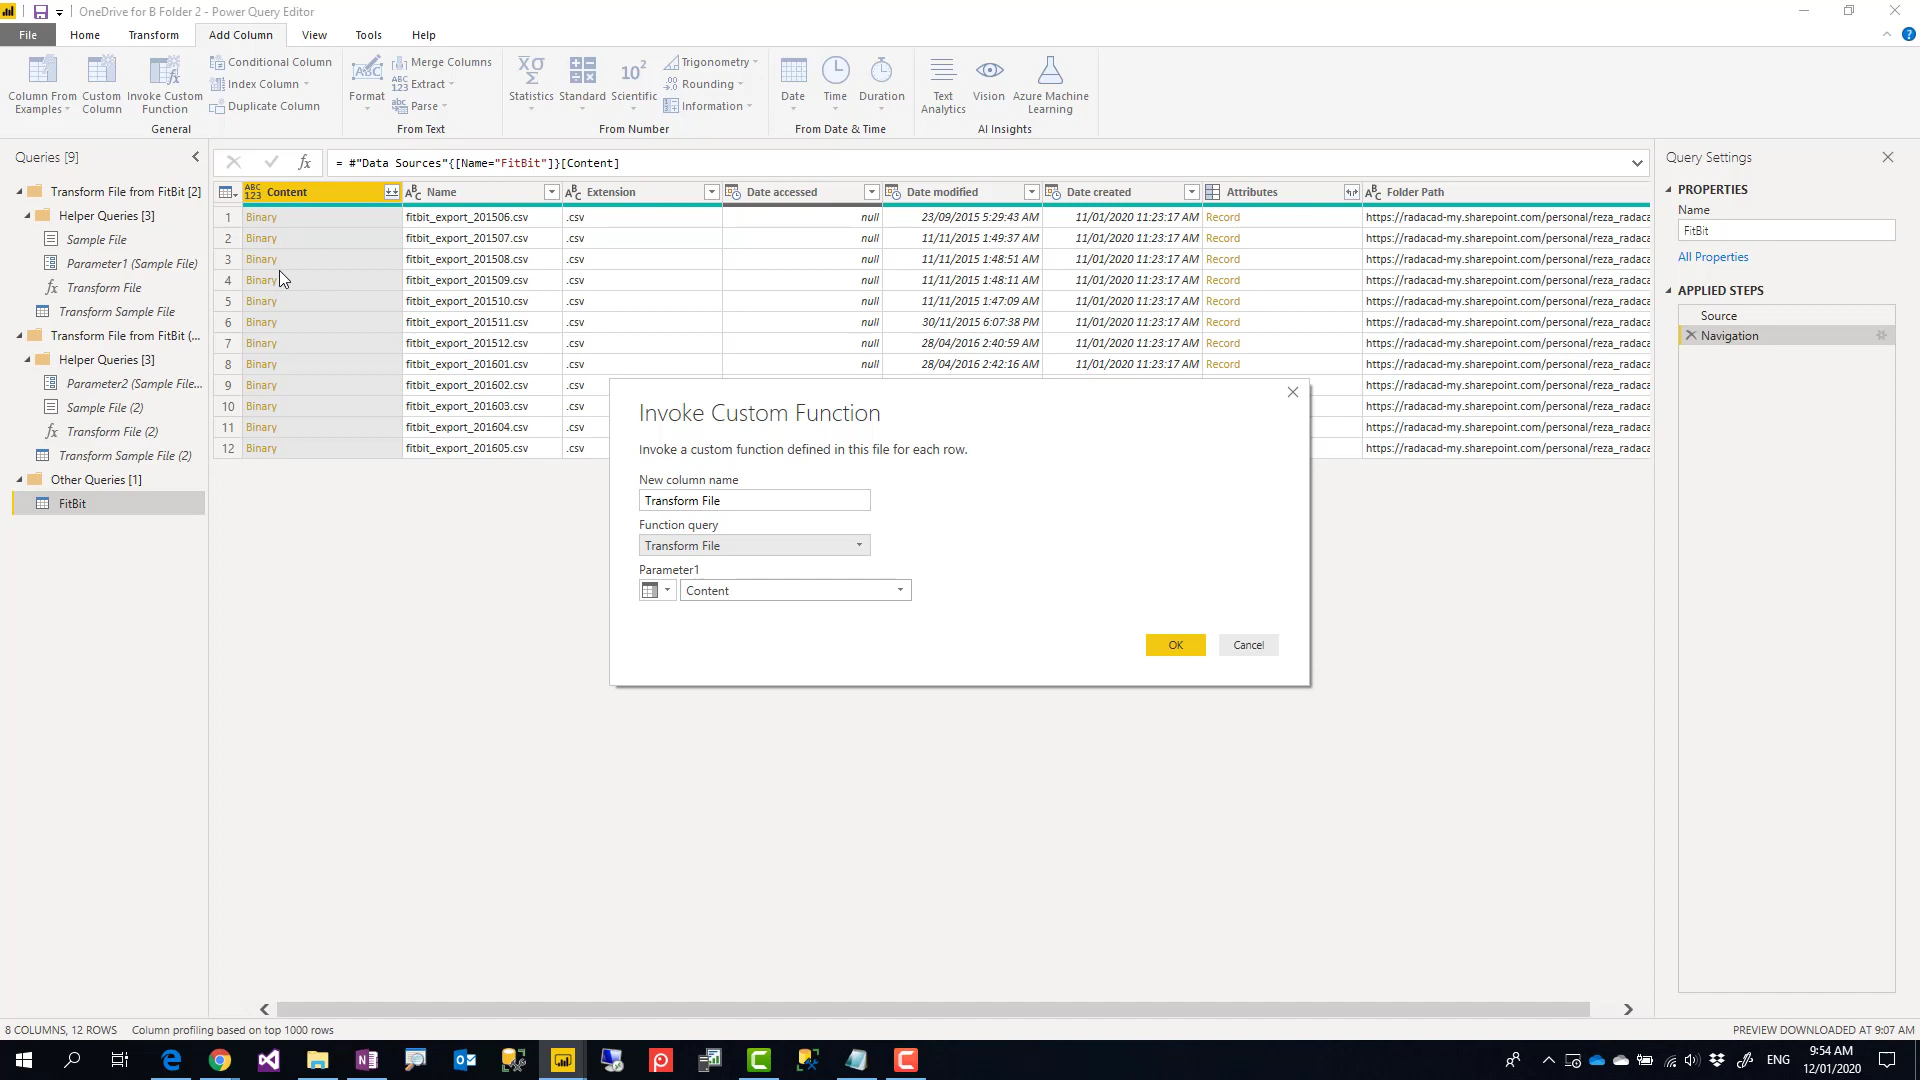 OneDrive for B Folder 2 - Power Query Editor
File Home Transform Add Column View Tools Help
Column From Examples
Custom Column
Invoke Custom Function
Conditional Column
Index Column
Duplicate Column
General
Format
Merge Columns
Extract
Parse
From Text
Statistics
Standard
Scientific
Trigonometry
Rounding
Information
From Number
Date
Time
Duration
From Date & Time
Text Analytics
Vision
Azure Machine Learning
AI Insights
Queries [9]
Transform File from FitBit [2]
Helper Queries [3]
Sample File
Parameter1 (Sample File)
Transform File
Transform Sample File
Transform File from FitBit (...
Helper Queries [3]
Parameter2 (Sample File...
Sample File (2)
Transform File (2)
Transform Sample File (2)
Other Queries [1]
FitBit
= #"Data Sources"{[Name="FitBit"]}[Content]
Content Name Extension Date accessed Date modified Date created Attributes Folder Path
1 Binary fitbit_export_201506.csv .csv null 23/09/2015 5:29:43 AM 11/01/2020 11:23:17 AM Record https://radacad-my.sharepoint.com/personal/reza_radaca
2 Binary fitbit_export_201507.csv .csv null 11/11/2015 1:49:37 AM 11/01/2020 11:23:17 AM Record https://radacad-my.sharepoint.com/personal/reza_radaca
3 Binary fitbit_export_201508.csv .csv null 11/11/2015 1:48:51 AM 11/01/2020 11:23:17 AM Record https://radacad-my.sharepoint.com/personal/reza_radaca
4 Binary fitbit_export_201509.csv .csv null 11/11/2015 1:48:11 AM 11/01/2020 11:23:17 AM Record https://radacad-my.sharepoint.com/personal/reza_radaca
5 Binary fitbit_export_201510.csv .csv null 11/11/2015 1:47:09 AM 11/01/2020 11:23:17 AM Record https://radacad-my.sharepoint.com/personal/reza_radaca
6 Binary fitbit_export_201511.csv .csv null 30/11/2015 6:07:38 PM 11/01/2020 11:23:17 AM Record https://radacad-my.sharepoint.com/personal/reza_radaca
7 Binary fitbit_export_201512.csv .csv null 28/04/2016 2:40:59 AM 11/01/2020 11:23:17 AM Record https://radacad-my.sharepoint.com/personal/reza_radaca
8 Binary fitbit_export_201601.csv .csv null 28/04/2016 2:42:16 AM 11/01/2020 11:23:17 AM Record https://radacad-my.sharepoint.com/personal/reza_radaca
9 Binary fitbit_export_201602.csv .csv https://radacad-my.sharepoint.com/personal/reza_radaca
10 Binary fitbit_export_201603.csv .csv https://radacad-my.sharepoint.com/personal/reza_radaca
11 Binary fitbit_export_201604.csv .csv https://radacad-my.sharepoint.com/personal/reza_radaca
12 Binary fitbit_export_201605.csv .csv https://radacad-my.sharepoint.com/personal/reza_radaca
Invoke Custom Function
Invoke a custom function defined in this file for each row.
New column name
Transform File
Function query
Transform File
Parameter1
Content
OK Cancel
Query Settings
PROPERTIES
Name
FitBit
All Properties
APPLIED STEPS
Source
Navigation
8 COLUMNS, 12 ROWS Column profiling based on top 1000 rows PREVIEW DOWNLOADED AT 9:07 AM
ENG
9:54 AM
12/01/2020